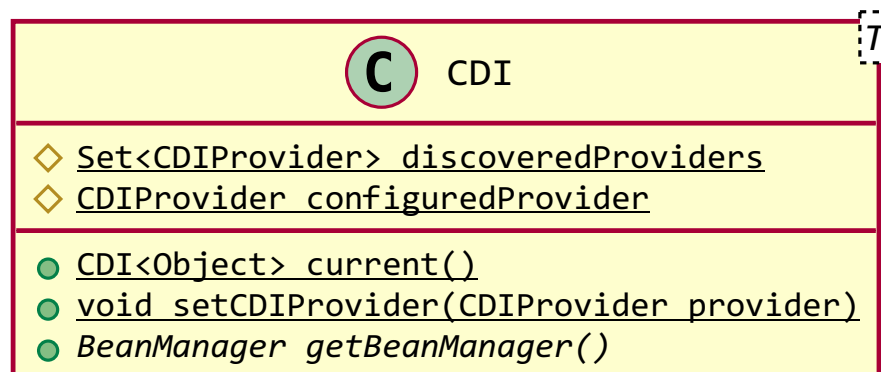 T
C CDI
Set<CDIProvider> discoveredProviders
CDIProvider configuredProvider
CDI<Object> current()
void setCDIProvider(CDIProvider provider)
BeanManager getBeanManager()